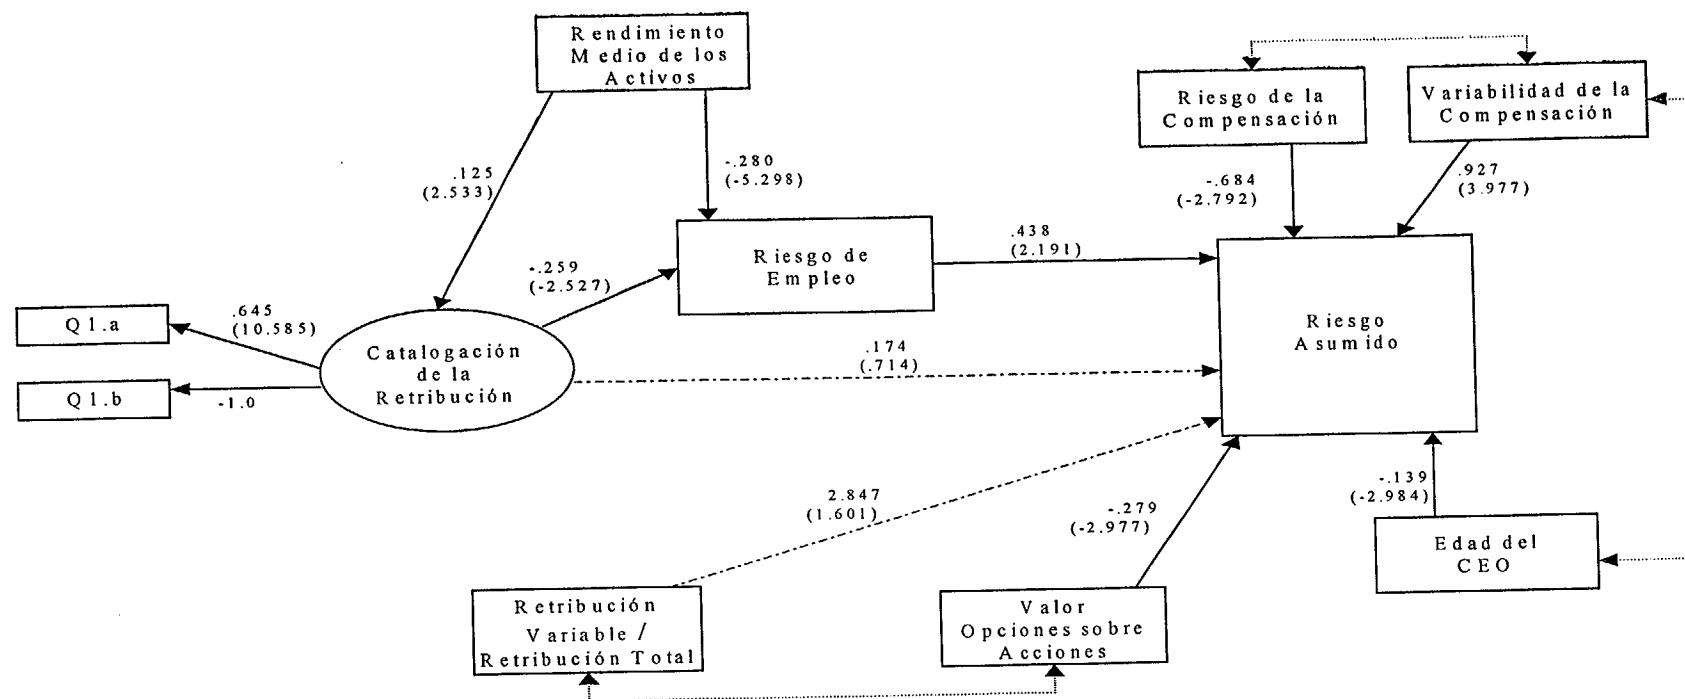 Rendimiento
Medio de los
Activos
Riesgo de la
Compensación
Variabilidad de la
Compensación
.125
(2.533)
-.280
(-5.298)
-.684
(-2.792)
.927
(3.977)
Riesgo de
Empleo
.438
(2.191)
-.259
(-2.527)
Q1.a
.645
(10.585)
Catalogación
de la
Retribución
Q1.b
-1.0
.174
(.714)
Riesgo
Asumido
2.847
(1.601)
-.279
(-2.977)
-.139
(-2.984)
Edad del
CEO
Retribución
Variable /
Retribución Total
Valor
Opciones sobre
Acciones